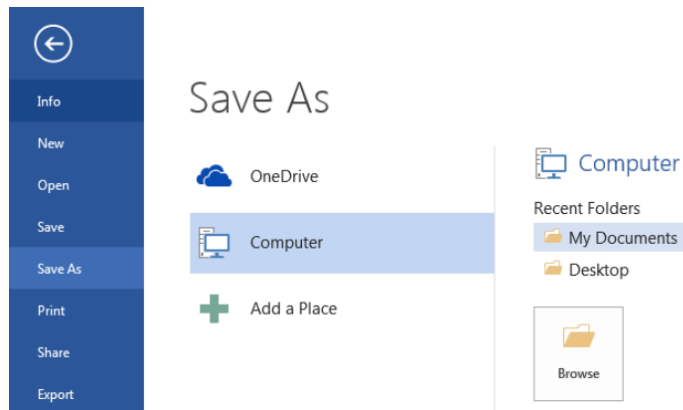 Info
New
Open
Save
Save As
Print
Share
Export
Save As
OneDrive
Computer
Add a Place
Computer
Recent Folders
My Documents
Desktop
Browse